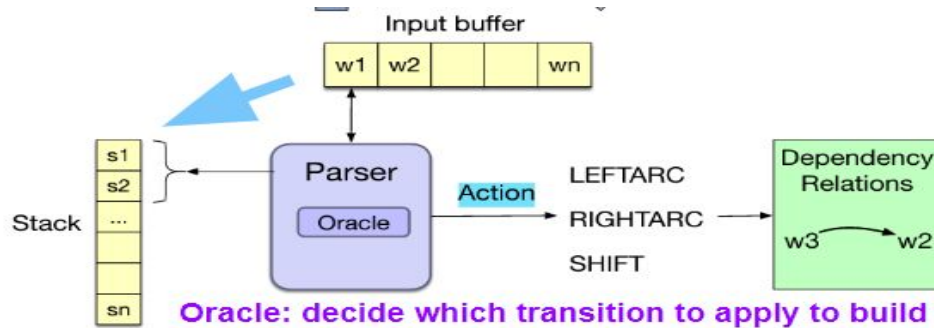 Input buffer
w1 w2 wn
s1
s2
...
sn
Stack
Parser
Oracle
Action
LEFTARC
RIGHTARC
SHIFT
Dependency
Relations
w3 w2
Oracle: decide which transition to apply to build